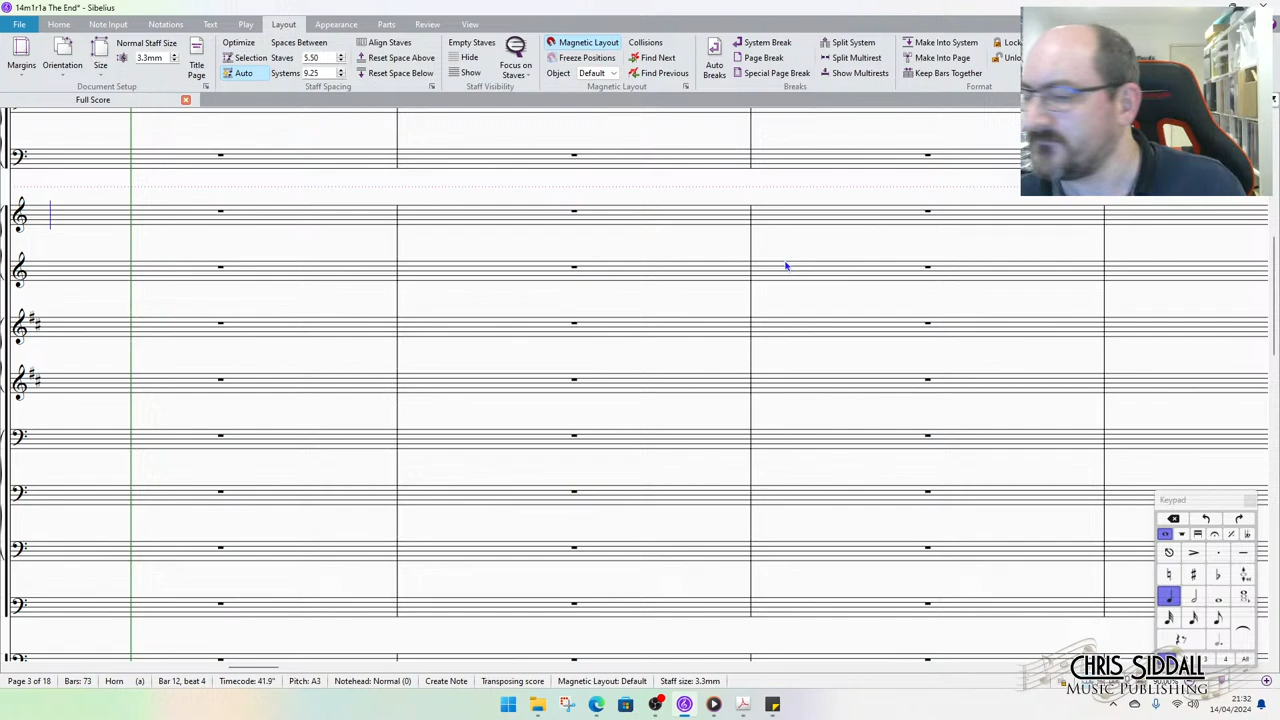 14m1r1a The End* - Sibelius
File Home Note Input Notations Text Play Layout Appearance Parts Review View
Margins
Orientation
Size
Normal Staff Size
3.3mm
Title
Page
Document Setup
Optimize
Selection
Auto
Spaces Between
Staves 5.50
Systems 9.25
Align Staves
Reset Space Above
Reset Space Below
Staff Spacing
Empty Staves
Hide
Show
Focus on
Staves
Staff Visibility
Magnetic Layout
Freeze Positions
Object Default
Collisions
Find Next
Find Previous
Magnetic Layout
Auto
Breaks
System Break
Page Break
Special Page Break
Split System
Split Multirest
Show Multirests
Breaks
Make Into System
Make Into Page
Keep Bars Together
Format
Full Score
Keypad
4 All
Page 3 of 18 Bars: 73 Horn (a) Bar 12, beat 4 Timecode: 41.9" Pitch: A3 Notehead: Normal (0) Create Note Transposing score Magnetic Layout: Default Staff size: 3.3mm
CHRIS SIDDALL
MUSIC PUBLISHING
21:32
14/04/2024